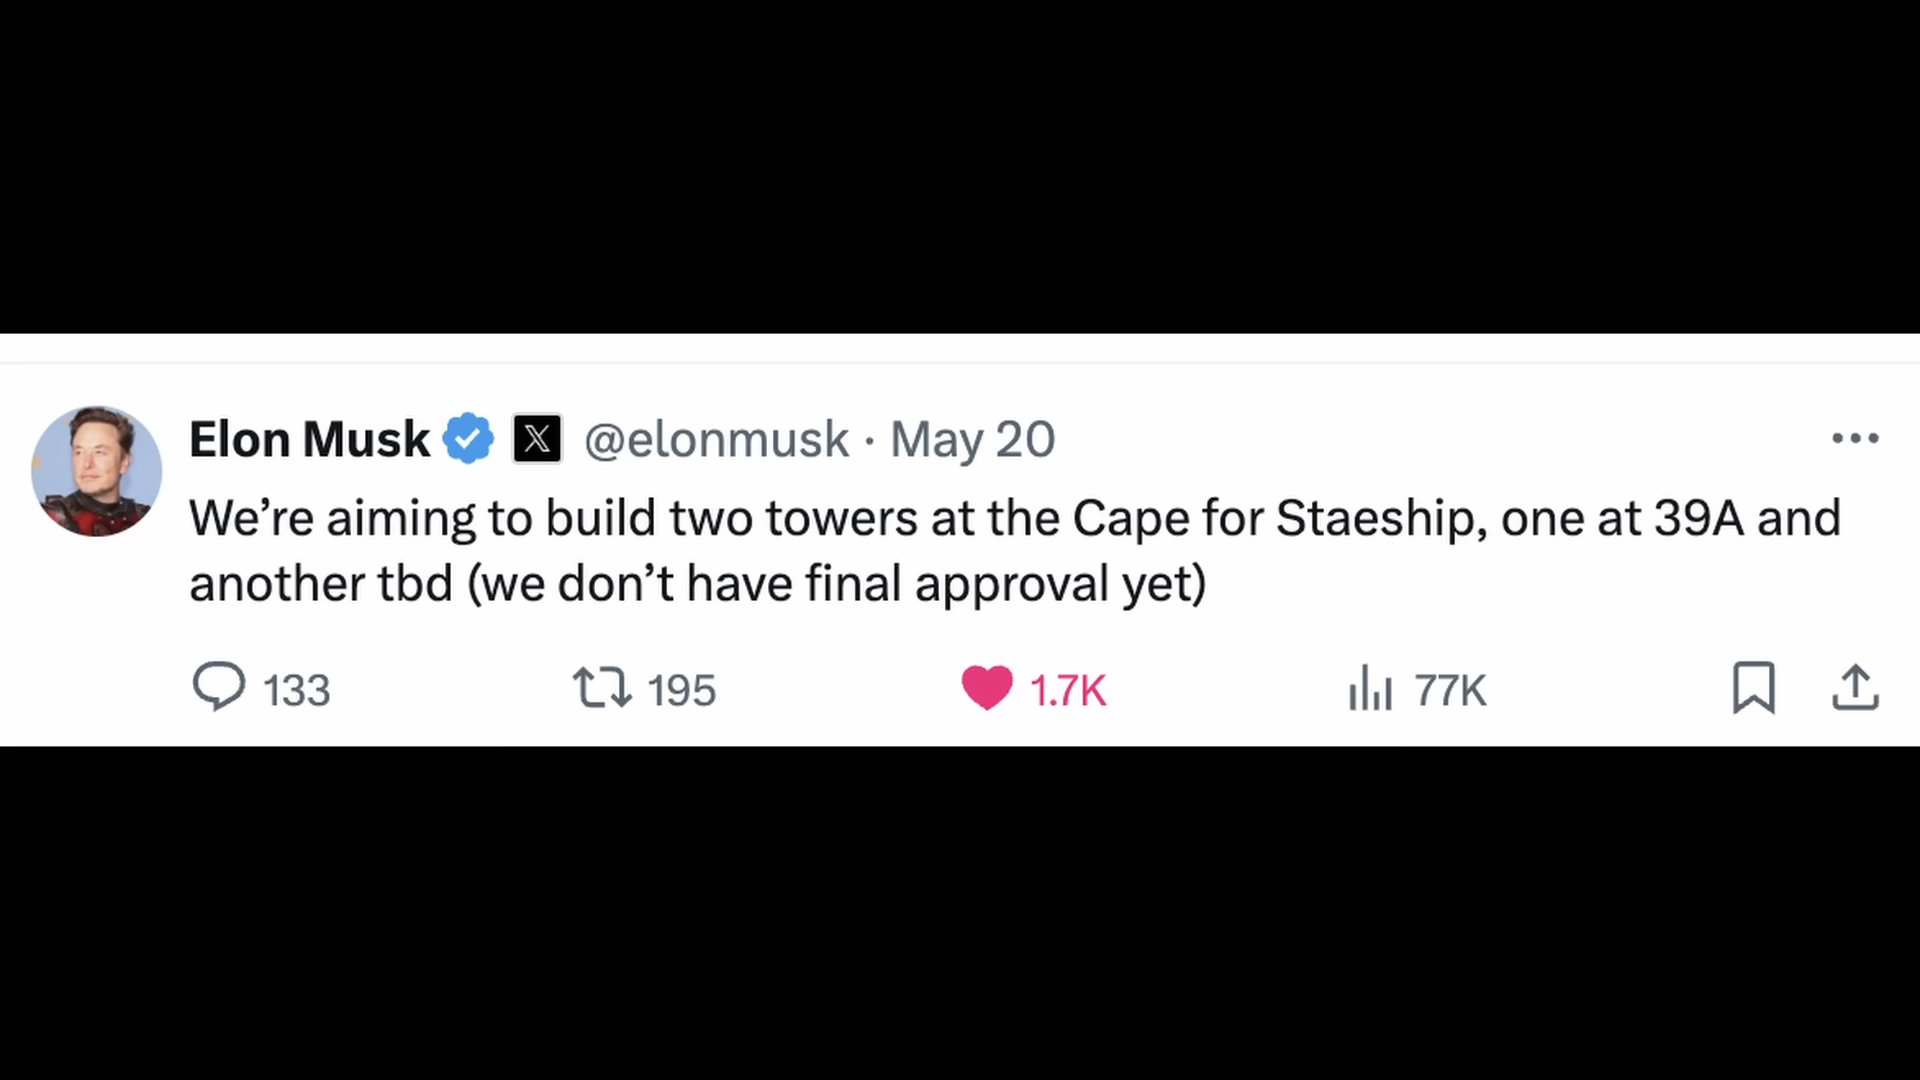 Elon Musk X @elonmusk · May 20
We’re aiming to build two towers at the Cape for Staeship, one at 39A and
another tbd (we don’t have final approval yet)
133 195 1.7K 77K